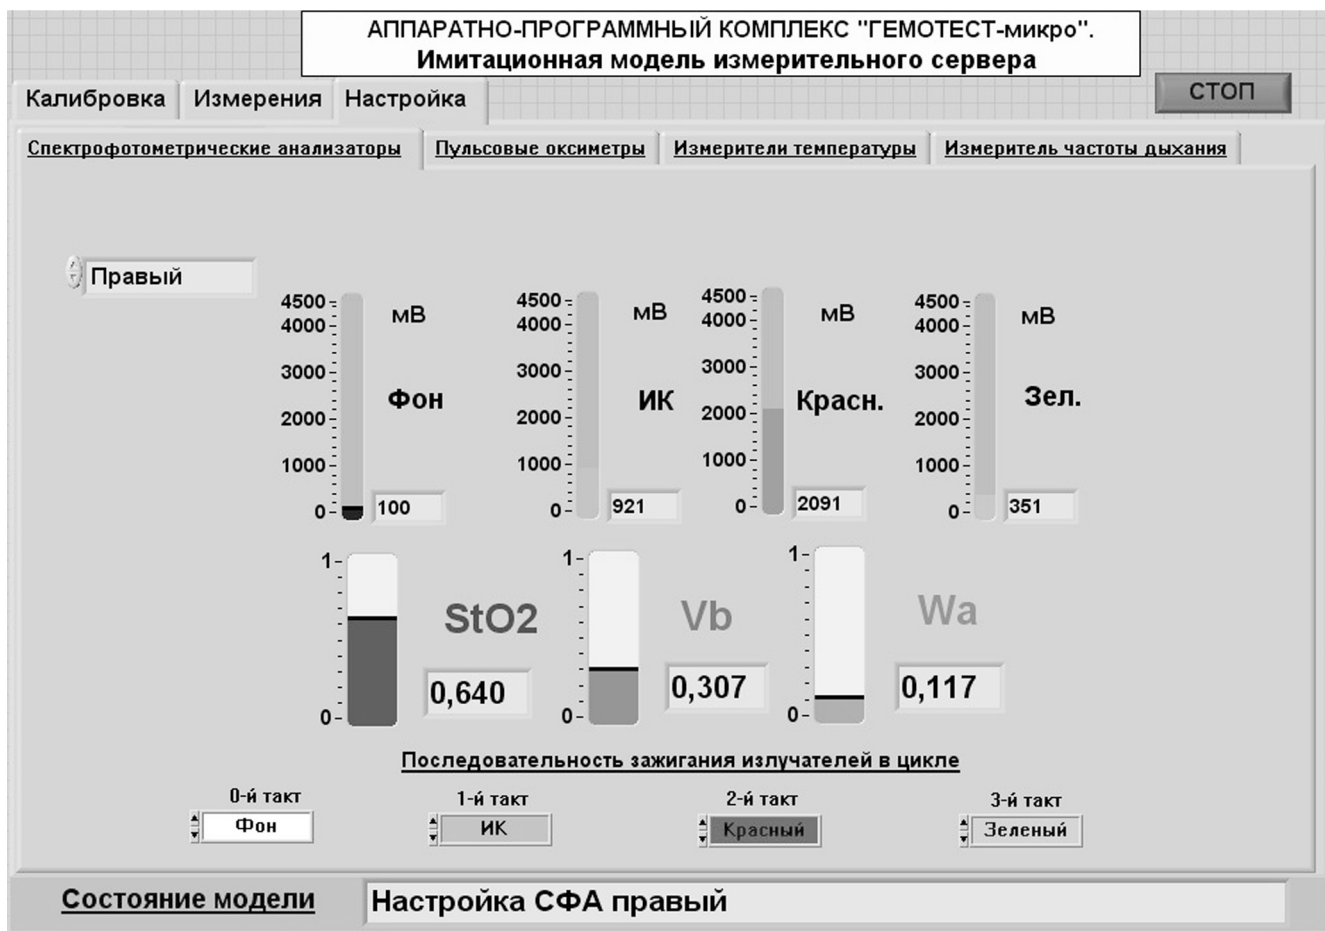 АППАРАТНО-ПРОГРАММНЫЙ КОМПЛЕКС "ГЕМОТЕСТ-микро".
Имитационная модель измерительного сервера
Калибровка Измерения Настройка
СТОП
Спектрофотометрические анализаторы Пульсовые оксиметры Измерители температуры Измеритель частоты дыхания
Правый
4500
4000
3000
2000
1000
0
мВ
Фон
100
4500
4000
3000
2000
1000
0
мВ
ИК
921
4500
4000
3000
2000
1000
0
мВ
Красн.
2091
4500
4000
3000
2000
1000
0
мВ
Зел.
351
1
0
StO2
0,640
1
0
Vb
0,307
1
0
Wa
0,117
Последовательность зажигания излучателей в цикле
0-й такт 1-й такт 2-й такт 3-й такт
Фон ИК Красный Зеленый
Состояние модели Настройка СФА правый